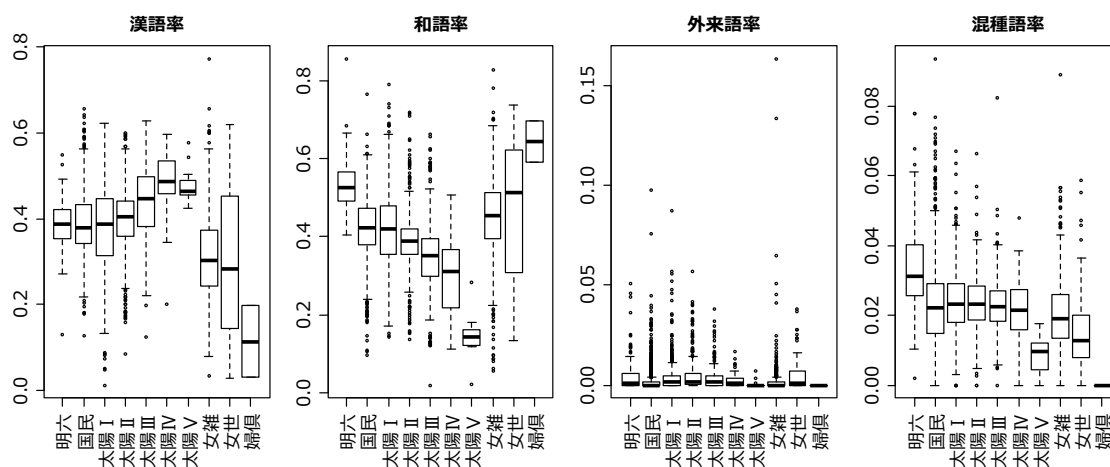 漢語率
0.0 0.2 0.4 0.6 0.8
明六 国民 太陽Ⅰ 太陽Ⅱ 太陽Ⅲ 太陽Ⅳ 太陽Ⅴ 女雑 女世 婦倶
和語率
0.0 0.2 0.4 0.6 0.8
明六 国民 太陽Ⅰ 太陽Ⅱ 太陽Ⅲ 太陽Ⅳ 太陽Ⅴ 女雑 女世 婦倶
外来語率
0.00 0.05 0.10 0.15
明六 国民 太陽Ⅰ 太陽Ⅱ 太陽Ⅲ 太陽Ⅳ 太陽Ⅴ 女雑 女世 婦倶
混種語率
0.00 0.02 0.04 0.06 0.08
明六 国民 太陽Ⅰ 太陽Ⅱ 太陽Ⅲ 太陽Ⅳ 太陽Ⅴ 女雑 女世 婦倶